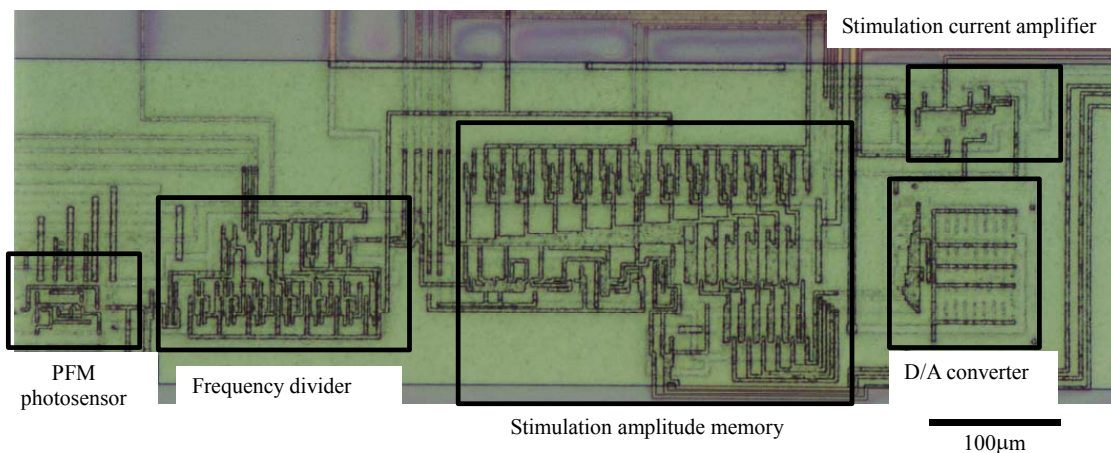 Stimulation current amplifier
PFM
photosensor
Frequency divider
Stimulation amplitude memory
D/A converter
100μm